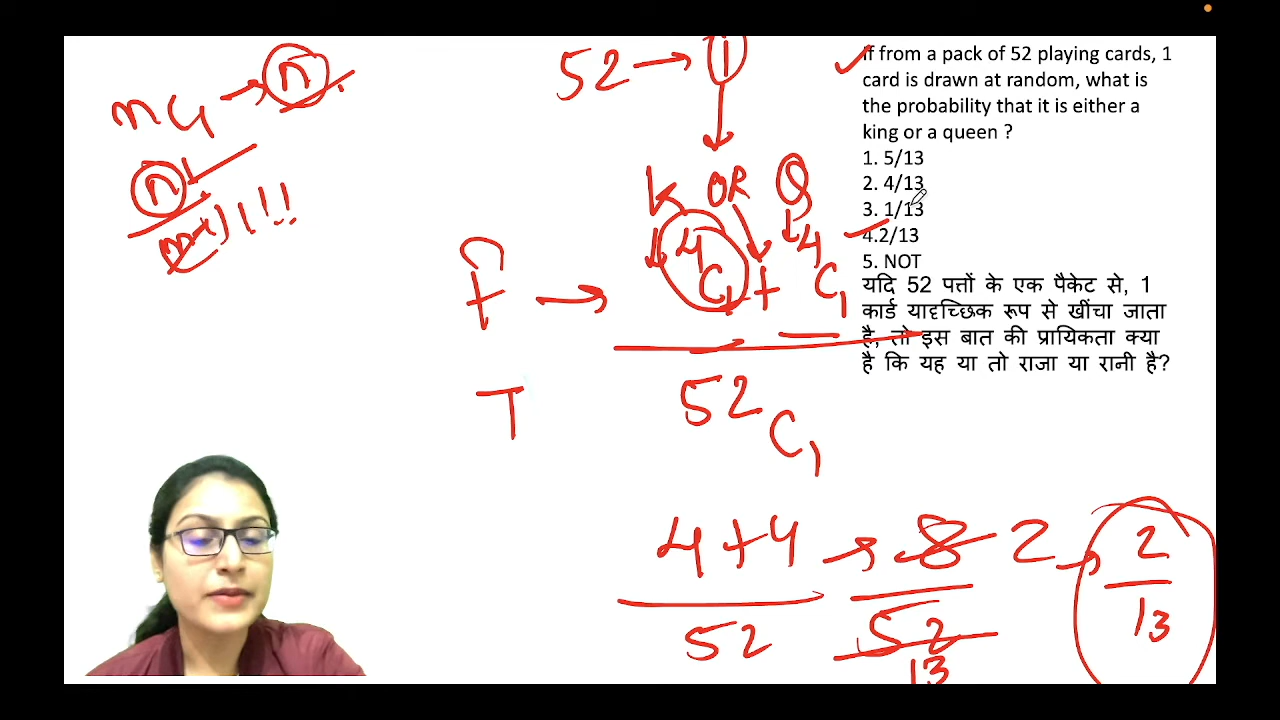 If from a pack of 52 playing cards, 1
card is drawn at random, what is
the probability that it is either a
king or a queen ?
1. 5/13
2. 4/13
3. 1/13
4.2/13
5. NOT
यदि 52 पत्तों के एक पैकेट से, 1
कार्ड यादृच्छिक रूप से खींचा जाता
है, तो इस बात की प्रायिकता क्या
है कि यह या तो राजा या रानी है?
nC1 → n
n!
(n-1)! 1!
52 → 1
K OR Q
f → 4C1 + 4C1
T 52C1
4+4 → 8 2 → 2
52 52 13
13